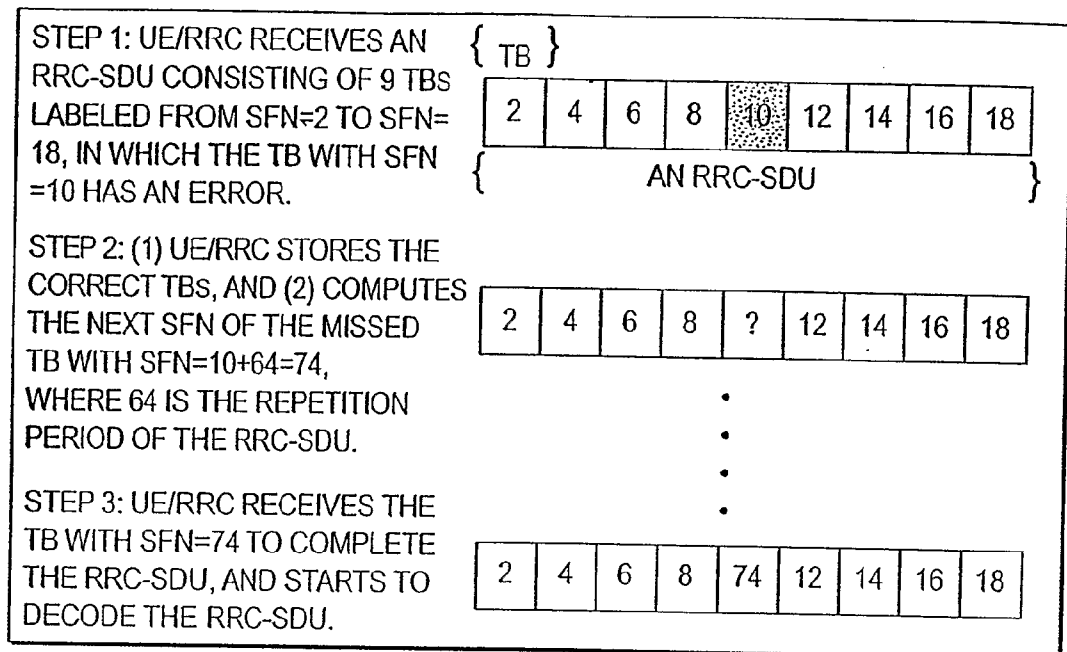 STEP 1: UE/RRC RECEIVES AN
RRC-SDU CONSISTING OF 9 TBs
LABELED FROM SFN=2 TO SFN=
18, IN WHICH THE TB WITH SFN
=10 HAS AN ERROR.
{ TB }
2 4 6 8 10 12 14 16 18
{ AN RRC-SDU }
STEP 2: (1) UE/RRC STORES THE
CORRECT TBs, AND (2) COMPUTES
THE NEXT SFN OF THE MISSED
TB WITH SFN=10+64=74,
WHERE 64 IS THE REPETITION
PERIOD OF THE RRC-SDU.
2 4 6 8 ? 12 14 16 18
STEP 3: UE/RRC RECEIVES THE
TB WITH SFN=74 TO COMPLETE
THE RRC-SDU, AND STARTS TO
DECODE THE RRC-SDU.
2 4 6 8 74 12 14 16 18